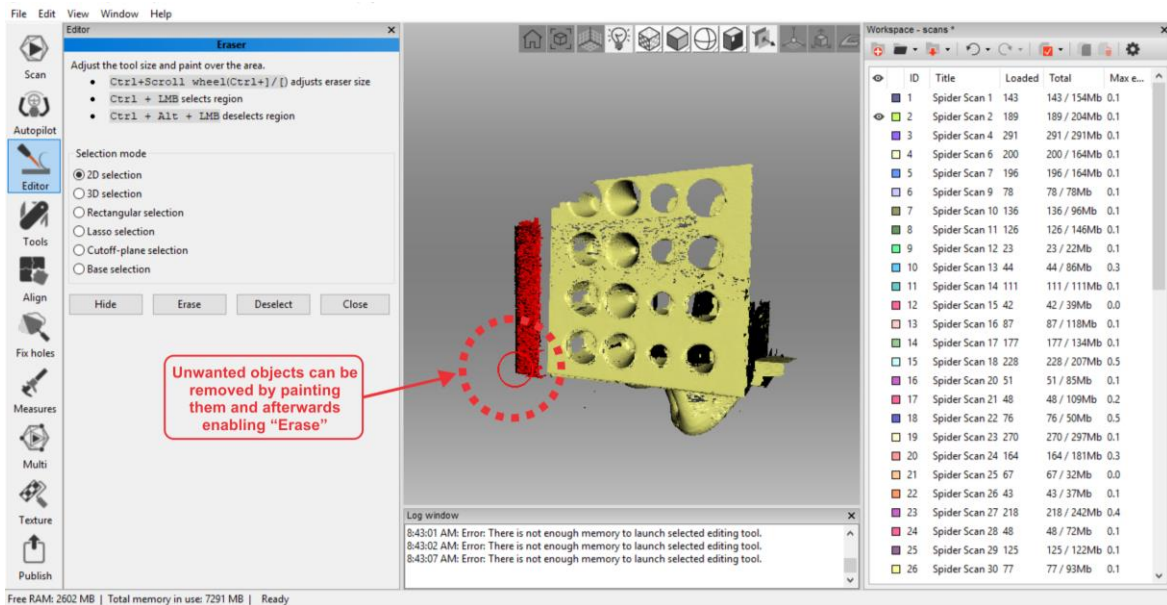 File Edit View Window Help
Editor
Eraser
Adjust the tool size and paint over the area.
Ctrl+Scroll wheel(Ctrl+]/[) adjusts eraser size
Ctrl + LMB selects region
Ctrl + Alt + LMB deselects region
Selection mode
2D selection
3D selection
Rectangular selection
Lasso selection
Cutoff-plane selection
Base selection
Hide Erase Deselect Close
Unwanted objects can be
removed by painting
them and afterwards
enabling “Erase”
Scan
Autopilot
Editor
Tools
Align
Fix holes
Measures
Multi
Texture
Publish
Log window
8:43:01 AM: Error: There is not enough memory to launch selected editing tool.
8:43:02 AM: Error: There is not enough memory to launch selected editing tool.
8:43:07 AM: Error: There is not enough memory to launch selected editing tool.
Workspace - scans *
ID Title Loaded Total Max e...
1 Spider Scan 1 143 143 / 154Mb 0.1
2 Spider Scan 2 189 189 / 204Mb 0.1
3 Spider Scan 4 291 291 / 291Mb 0.1
4 Spider Scan 6 200 200 / 164Mb 0.1
5 Spider Scan 7 196 196 / 164Mb 0.1
6 Spider Scan 9 78 78 / 78Mb 0.1
7 Spider Scan 10 136 136 / 96Mb 0.1
8 Spider Scan 11 126 126 / 146Mb 0.1
9 Spider Scan 12 23 23 / 22Mb 0.1
10 Spider Scan 13 44 44 / 86Mb 0.3
11 Spider Scan 14 111 111 / 111Mb 0.1
12 Spider Scan 15 42 42 / 39Mb 0.0
13 Spider Scan 16 87 87 / 118Mb 0.1
14 Spider Scan 17 177 177 / 134Mb 0.1
15 Spider Scan 18 228 228 / 207Mb 0.5
16 Spider Scan 20 51 51 / 85Mb 0.1
17 Spider Scan 21 48 48 / 109Mb 0.2
18 Spider Scan 22 76 76 / 50Mb 0.5
19 Spider Scan 23 270 270 / 297Mb 0.1
20 Spider Scan 24 164 164 / 181Mb 0.3
21 Spider Scan 25 67 67 / 32Mb 0.0
22 Spider Scan 26 43 43 / 37Mb 0.1
23 Spider Scan 27 218 218 / 242Mb 0.4
24 Spider Scan 28 48 48 / 72Mb 0.1
25 Spider Scan 29 125 125 / 122Mb 0.1
26 Spider Scan 30 77 77 / 93Mb 0.1
Free RAM: 2602 MB | Total memory in use: 7291 MB | Ready